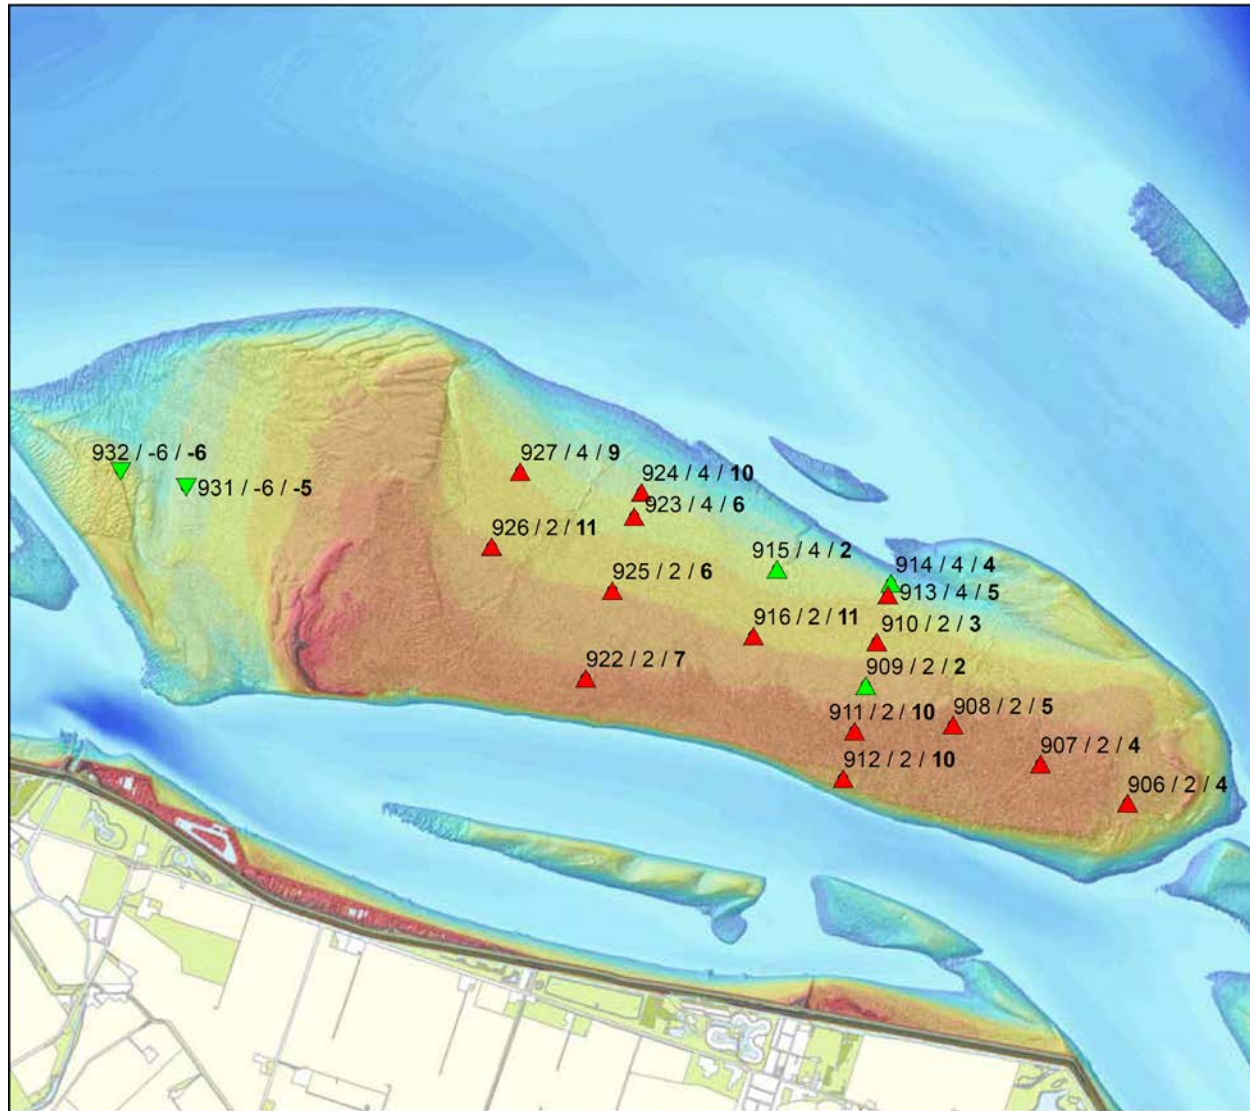 932 / -6 / -6
931 / -6 / -5
927 / 4 / 9
924 / 4 / 10
923 / 4 / 6
926 / 2 / 11
915 / 4 / 2
914 / 4 / 4
925 / 2 / 6
913 / 4 / 5
916 / 2 / 11
910 / 2 / 3
922 / 2 / 7
909 / 2 / 2
911 / 2 / 10
908 / 2 / 5
907 / 2 / 4
912 / 2 / 10
906 / 2 / 4